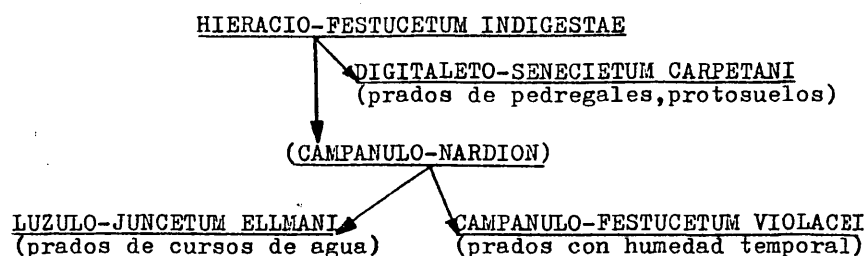 HIERACIO-FESTUCETUM INDIGESTAE
DIGITALETO-SENECIETUM CARPETANI
(prados de pedregales,protosuelos)
(CAMPANULO-NARDION)
LUZULO-JUNCETUM ELLMANI
(prados de cursos de agua)
CAMPANULO-FESTUCETUM VIOLACEI
(prados con humedad temporal)